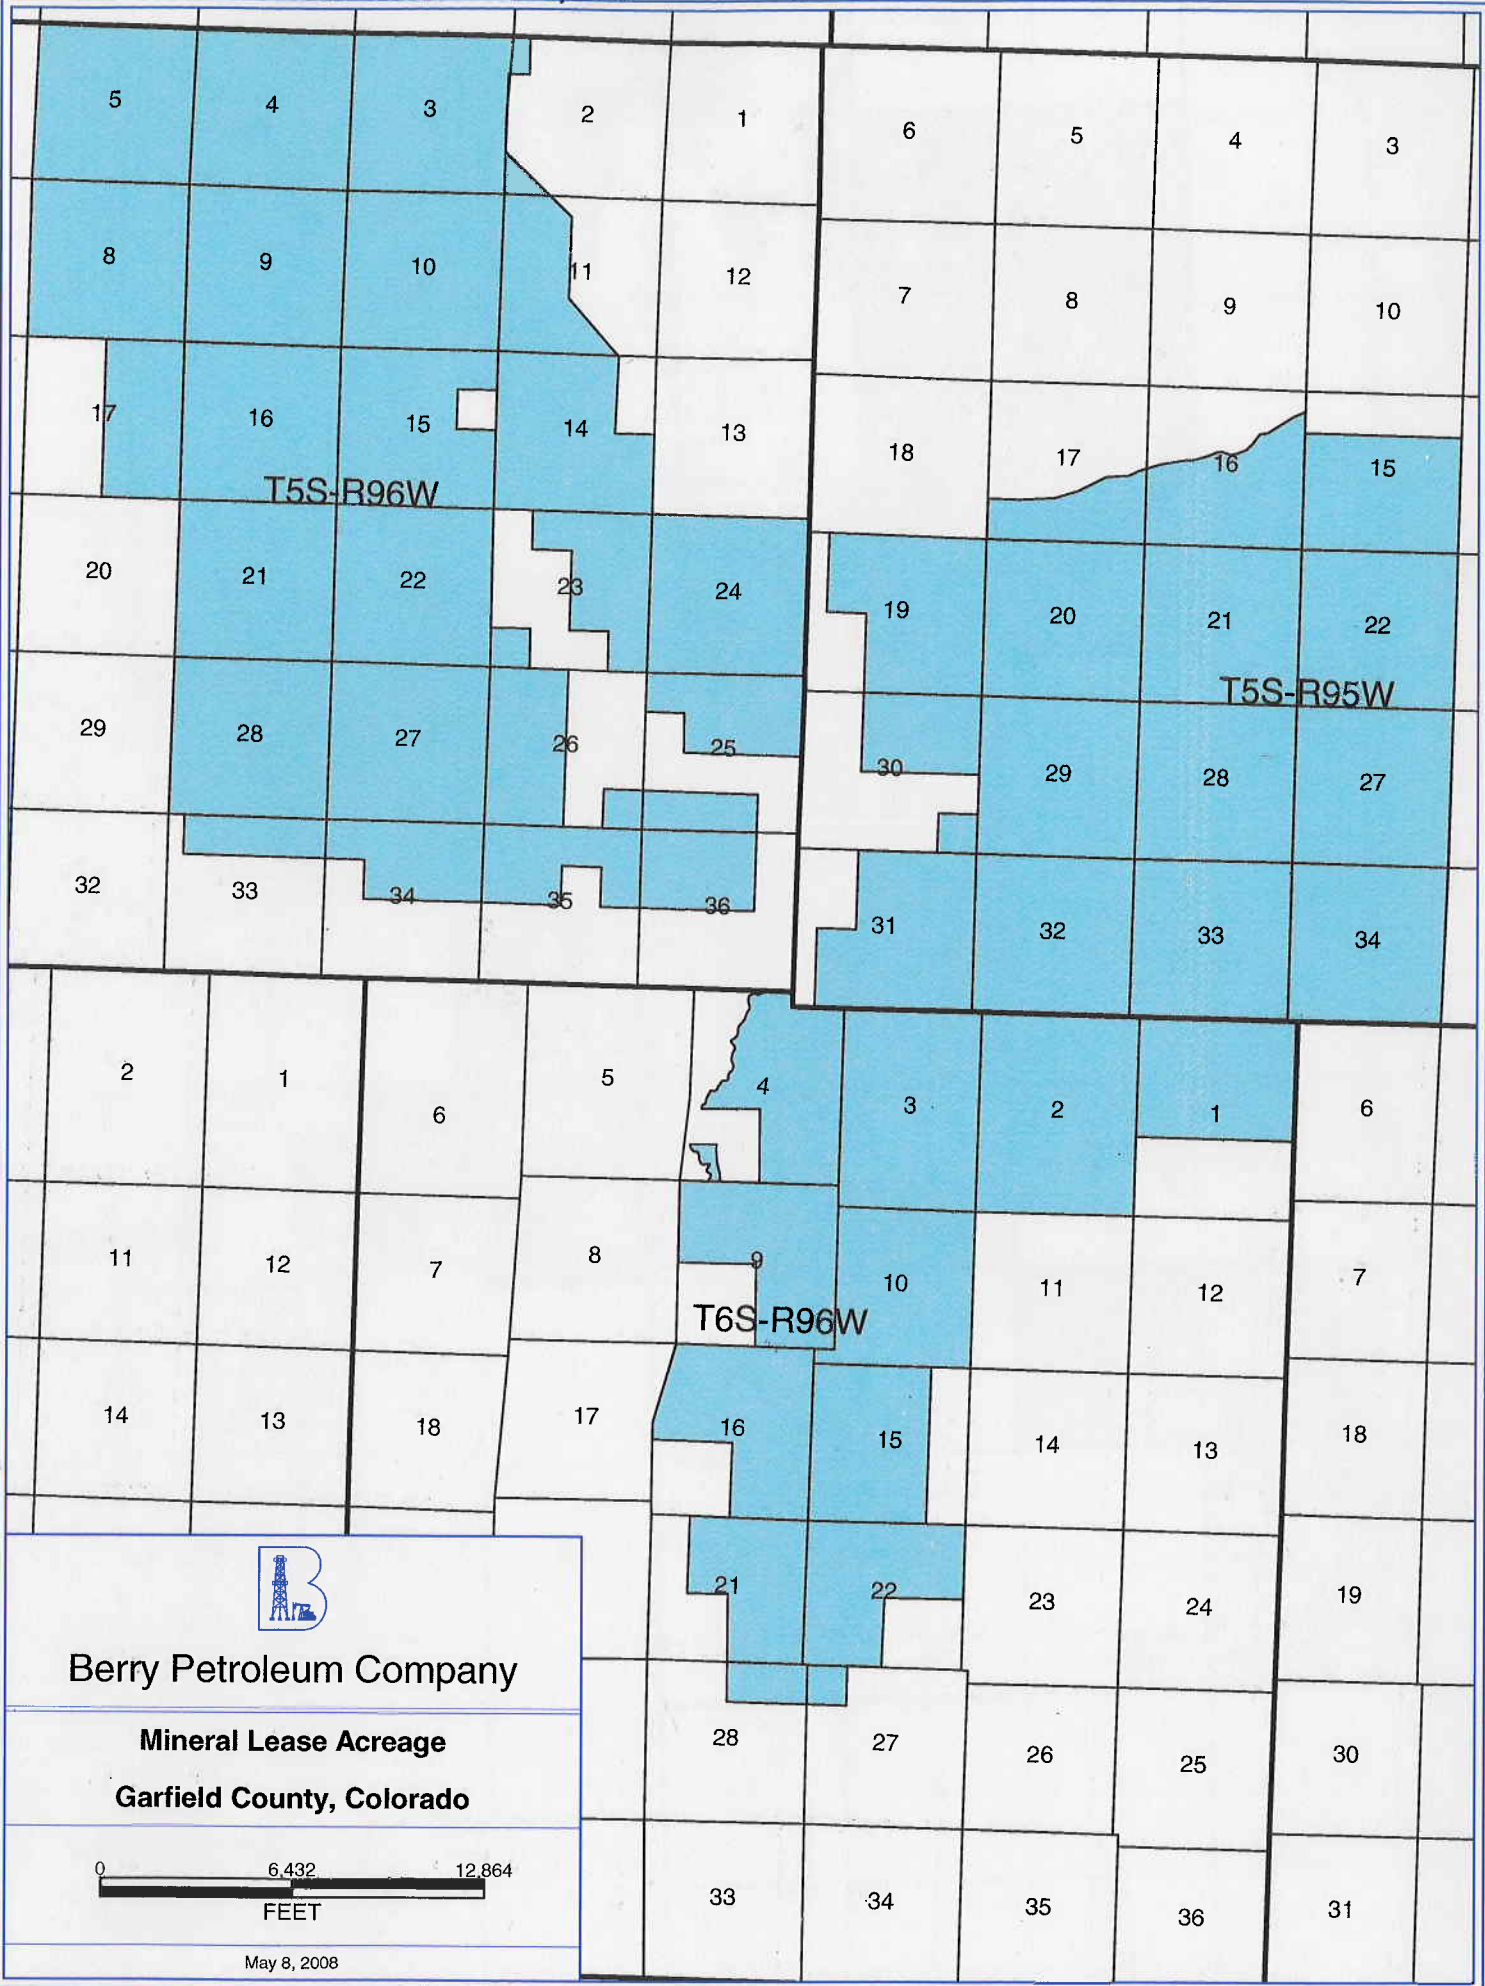 5 4 3 2 1 6 5 4 3
8 9 10 11 12 7 8 9 10
17 16 15 14 13 18 17 16 15
T5S-R96W
20 21 22 23 24 19 20 21 22
T5S-R95W
29 28 27 26 25 30 29 28 27
32 33 34 35 36 31 32 33 34
2 1 6 5 4 3 2 1 6
11 12 7 8 9 10 11 12 7
T6S-R96W
14 13 18 17 16 15 14 13 18
21 22 23 24 19
28 27 26 25 30
33 34 35 36 31
B
Berry Petroleum Company
Mineral Lease Acreage
Garfield County, Colorado
0 6,432 12,864
FEET
May 8, 2008